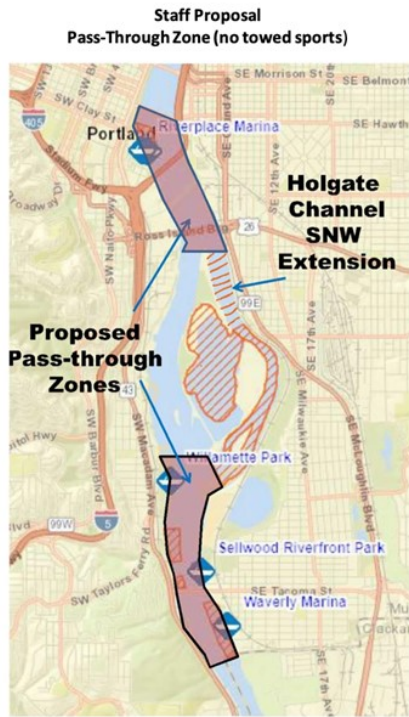 Staff Proposal
Pass-Through Zone (no towed sports)
SE Morrison St
SE Belmont
SW Clay St
405
Portland
Riverplace Marina
SE Hawth
SE 12th Ave
Stadium Fwy
Broadway
SW Naito Pkwy
Ross Island
26
Holgate
Channel
SNW
Extension
99E
Proposed
Pass-through
Zones
43
SE 17th Ave
SE Milwaukie Ave
SE McLoughlin Blvd
SW Barbur Blvd
SW Macadam Ave
Willamette Park
99W
5
SW Taylors Ferry Rd
Sellwood Riverfront Park
SE Tacoma St
Waverly Marina
SE 17th Ave